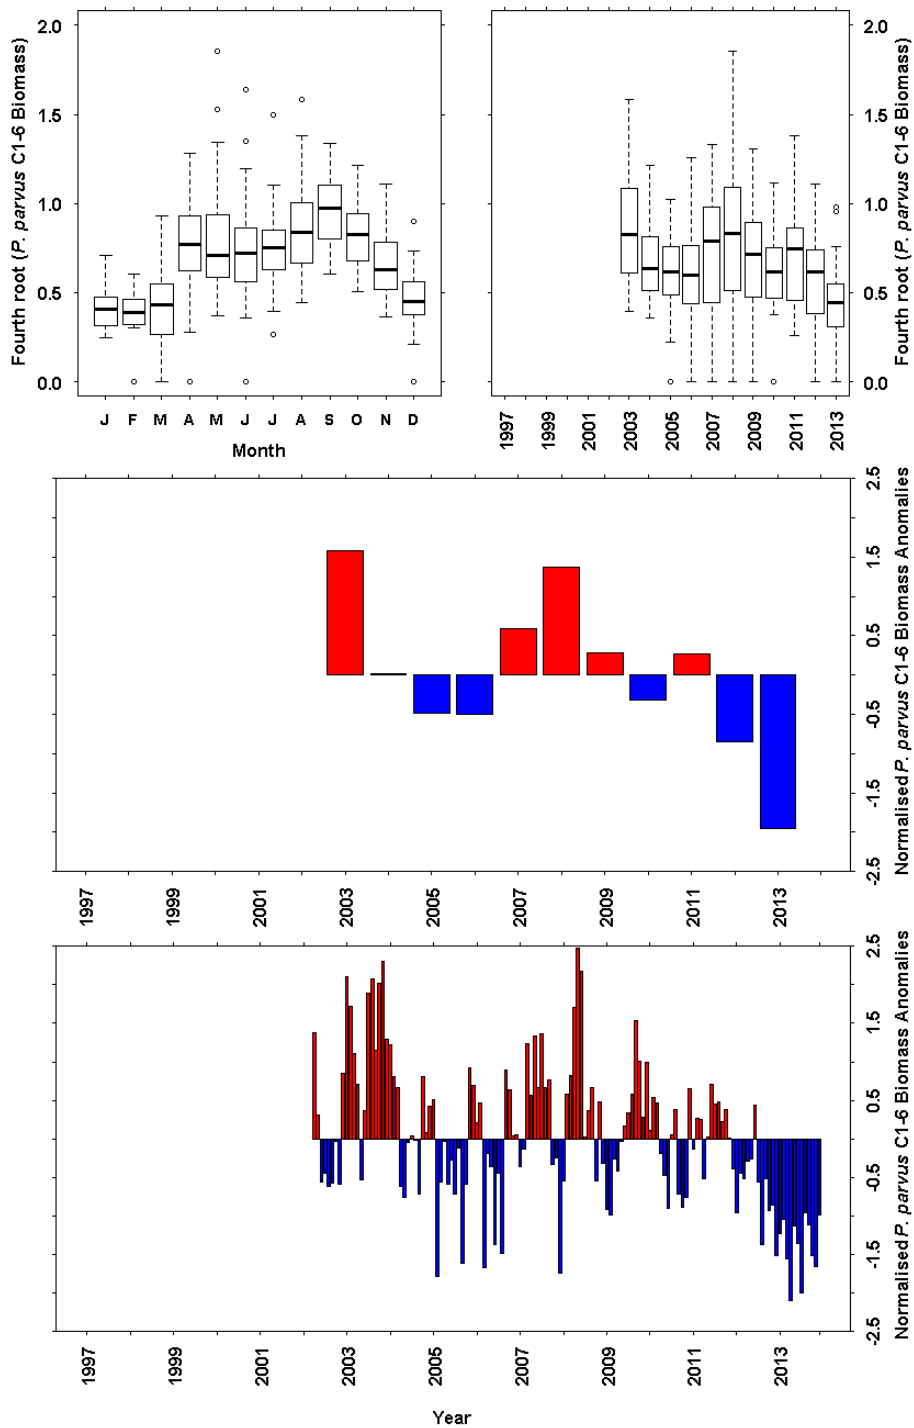 Fourth root (P. parvus C1-6 Biomass)
2.0
1.5
1.0
0.5
0.0
J F M A M J J A S O N D
Month
2.0
1.5
1.0
0.5
0.0
Fourth root (P. parvus C1-6 Biomass)
1997 1999 2001 2003 2005 2007 2009 2011 2013
2.5
1.5
0.5
-0.5
-1.5
-2.5
Normalised P. parvus C1-6 Biomass Anomalies
1997 1999 2001 2003 2005 2007 2009 2011 2013
2.5
1.5
0.5
-0.5
-1.5
-2.5
Normalised P. parvus C1-6 Biomass Anomalies
1997 1999 2001 2003 2005 2007 2009 2011 2013
Year